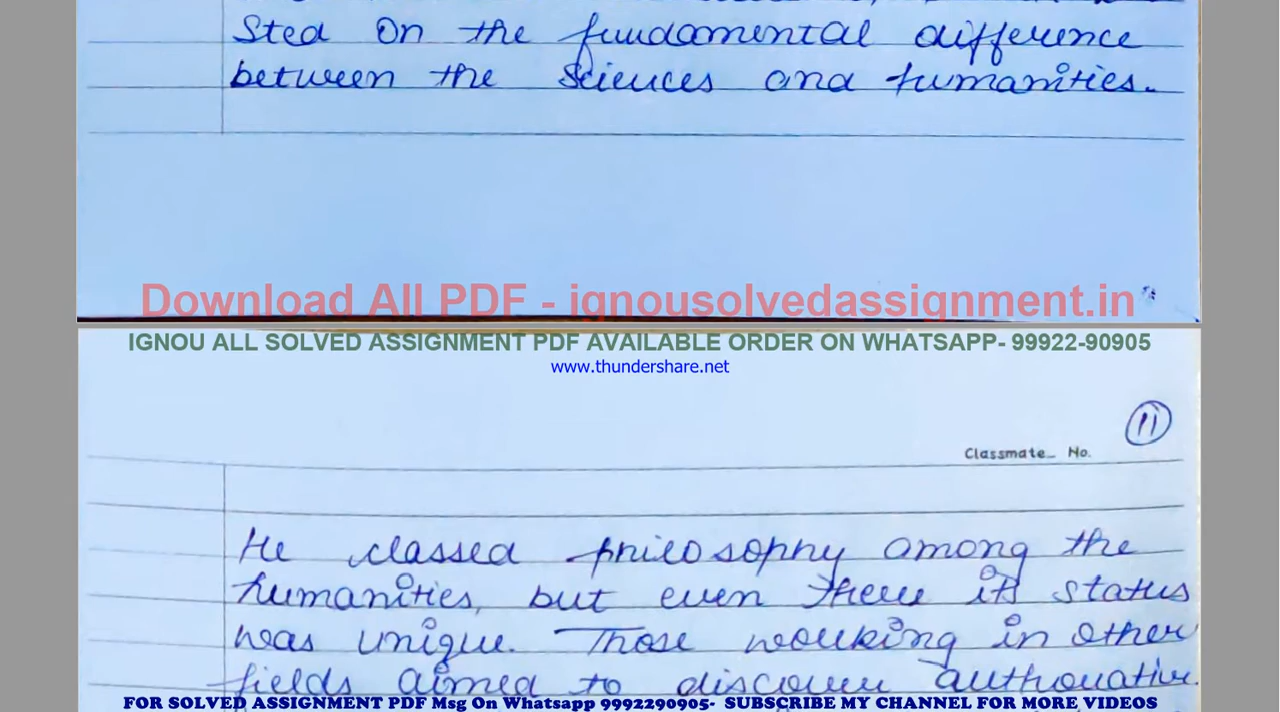 sted on the fundamental difference
between the sciences and humanities.
Download All PDF - ignousolvedassignment.in
IGNOU ALL SOLVED ASSIGNMENT PDF AVAILABLE ORDER ON WHATSAPP- 99922-90905
www.thundershare.net
11
Classmate No.
He classed philosophy among the
humanities, but even there its status
was unique. Those working in other
fields aimed to discover
FOR SOLVED ASSIGNMENT PDF Msg On Whatsapp 9992290905- SUBSCRIBE MY CHANNEL FOR MORE VIDEOS